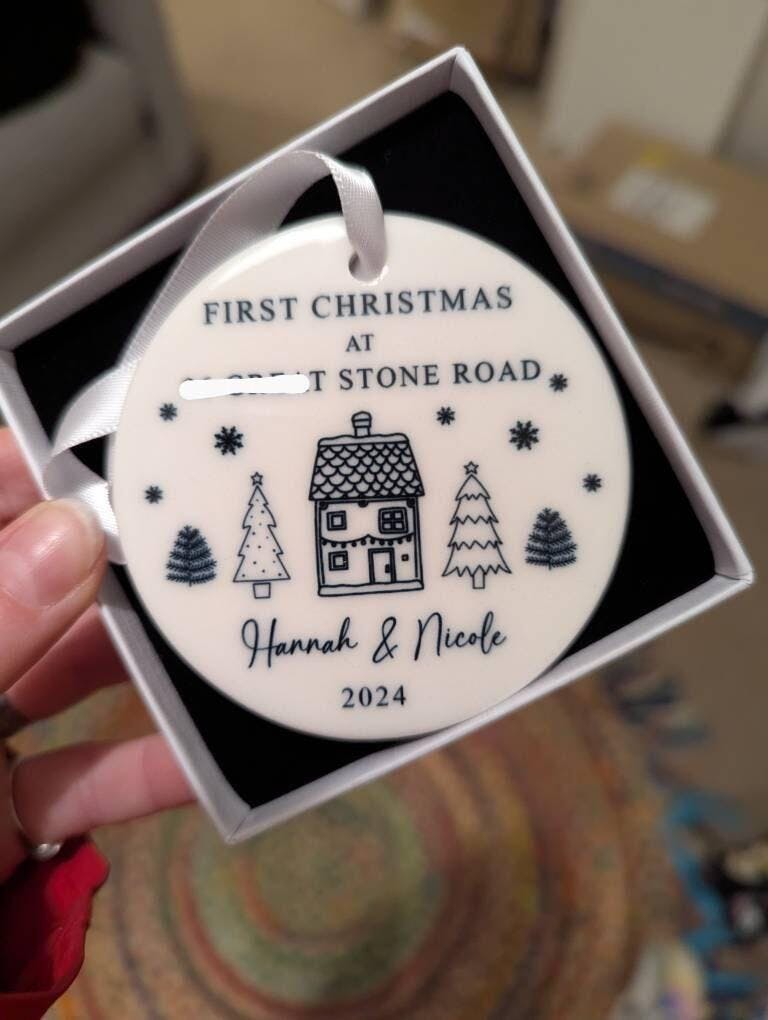 FIRST CHRISTMAS
AT
STONE ROAD
Hannah & Nicole
2024